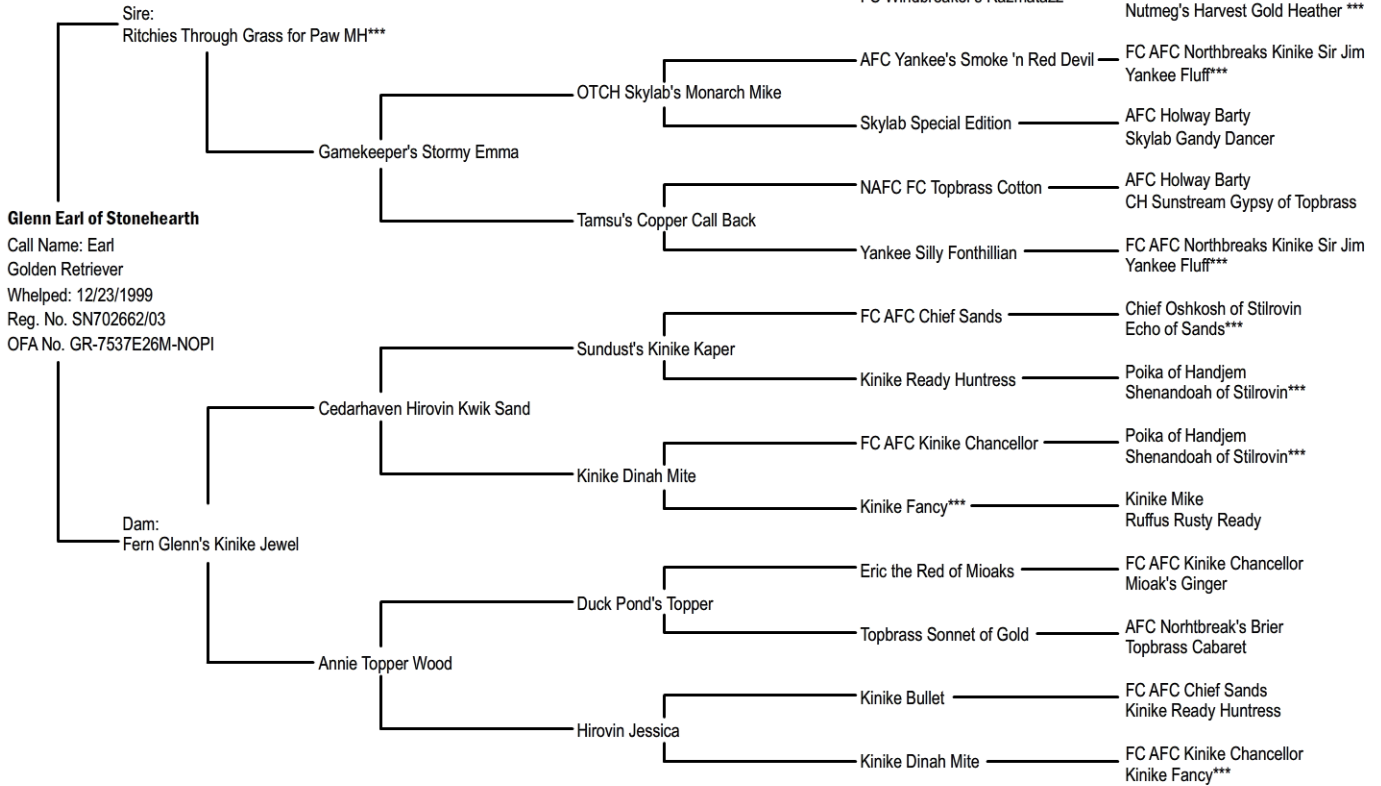 FC Windbreaker's Razmatazz
Nutmeg's Harvest Gold Heather ***
Sire:
Ritchies Through Grass for Paw MH***
AFC Yankee's Smoke 'n Red Devil
FC AFC Northbreaks Kinike Sir Jim
Yankee Fluff***
OTCH Skylab's Monarch Mike
Skylab Special Edition
AFC Holway Barty
Skylab Gandy Dancer
Gamekeeper's Stormy Emma
NAFC FC Topbrass Cotton
AFC Holway Barty
CH Sunstream Gypsy of Topbrass
Tamsu's Copper Call Back
Yankee Silly Fonthillian
FC AFC Northbreaks Kinike Sir Jim
Yankee Fluff***
Glenn Earl of Stonehearth
Call Name: Earl
Golden Retriever
Whelped: 12/23/1999
Reg. No. SN702662/03
OFA No. GR-7537E26M-NOPI
FC AFC Chief Sands
Chief Oshkosh of Stilrovin
Echo of Sands***
Sundust's Kinike Kaper
Kinike Ready Huntress
Poika of Handjem
Shenandoah of Stilrovin***
Cedarhaven Hirovin Kwik Sand
FC AFC Kinike Chancellor
Poika of Handjem
Shenandoah of Stilrovin***
Kinike Dinah Mite
Kinike Fancy***
Kinike Mike
Ruffus Rusty Ready
Dam:
Fern Glenn's Kinike Jewel
Eric the Red of Mioaks
FC AFC Kinike Chancellor
Mioak's Ginger
Duck Pond's Topper
Topbrass Sonnet of Gold
AFC Norhtbreak's Brier
Topbrass Cabaret
Annie Topper Wood
Kinike Bullet
FC AFC Chief Sands
Kinike Ready Huntress
Hirovin Jessica
Kinike Dinah Mite
FC AFC Kinike Chancellor
Kinike Fancy***